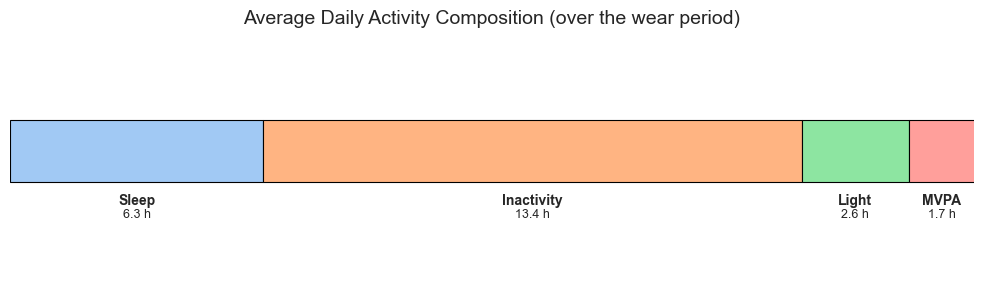 Average Daily Activity Composition (over the wear period)
Sleep
6.3 h
Inactivity
13.4 h
Light
2.6 h
MVPA
1.7 h